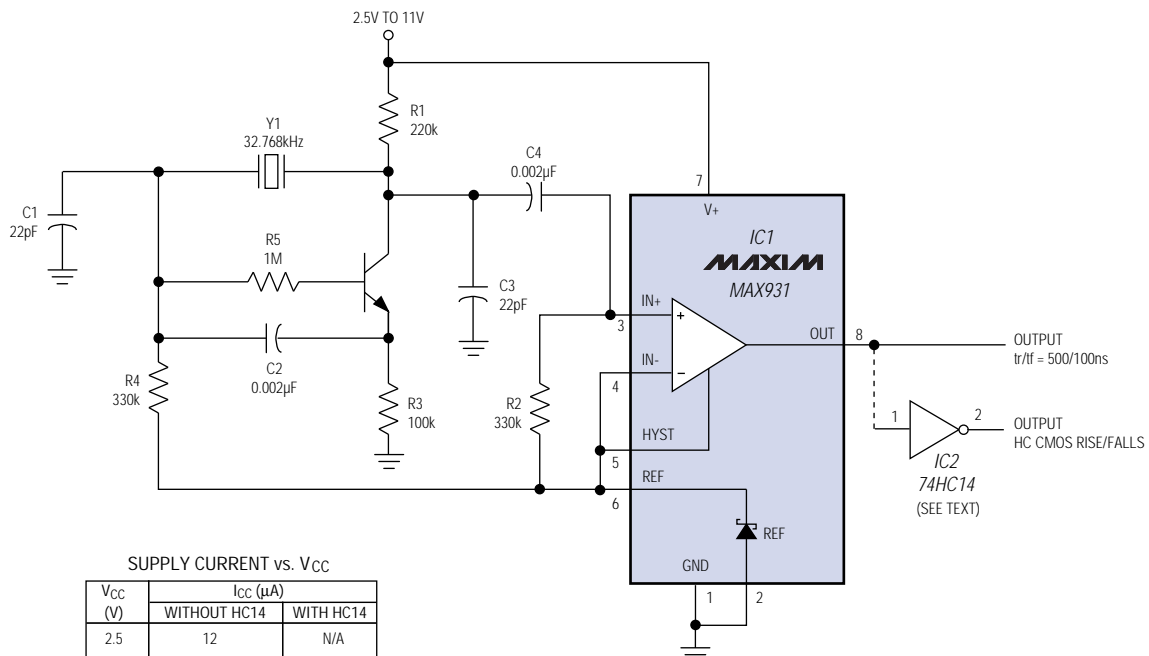 2.5V TO 11V
R1
220k
Y1
32.768kHz
C4
0.002µF
C1
22pF
7
V+
IC1
MAXIM
MAX931
R5
1M
C3
22pF
IN+
3
+
OUT
8
OUTPUT
tr/tf = 500/100ns
IN-
4
–
C2
0.002µF
R4
330k
R3
100k
R2
330k
HYST
5
1
2
OUTPUT
HC CMOS RISE/FALLS
IC2
74HC14
(SEE TEXT)
REF
6
REF
GND
1
2
SUPPLY CURRENT vs. VCC
VCC
(V)
ICC (µA)
WITHOUT HC14
WITH HC14
2.5
12
N/A